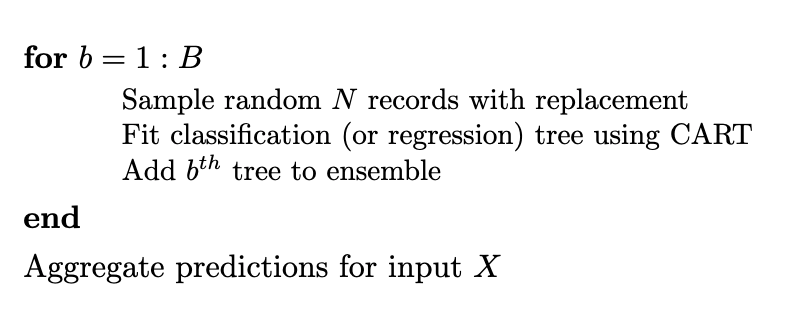 for b = 1 : B
Sample random N records with replacement
Fit classification (or regression) tree using CART
Add b^th tree to ensemble
end
Aggregate predictions for input X